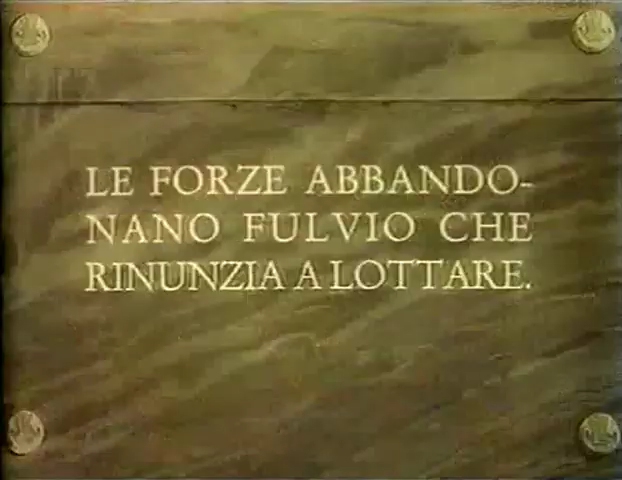 LE FORZE ABBANDO-
NANO FULVIO CHE
RINUNZIA A LOTTARE.